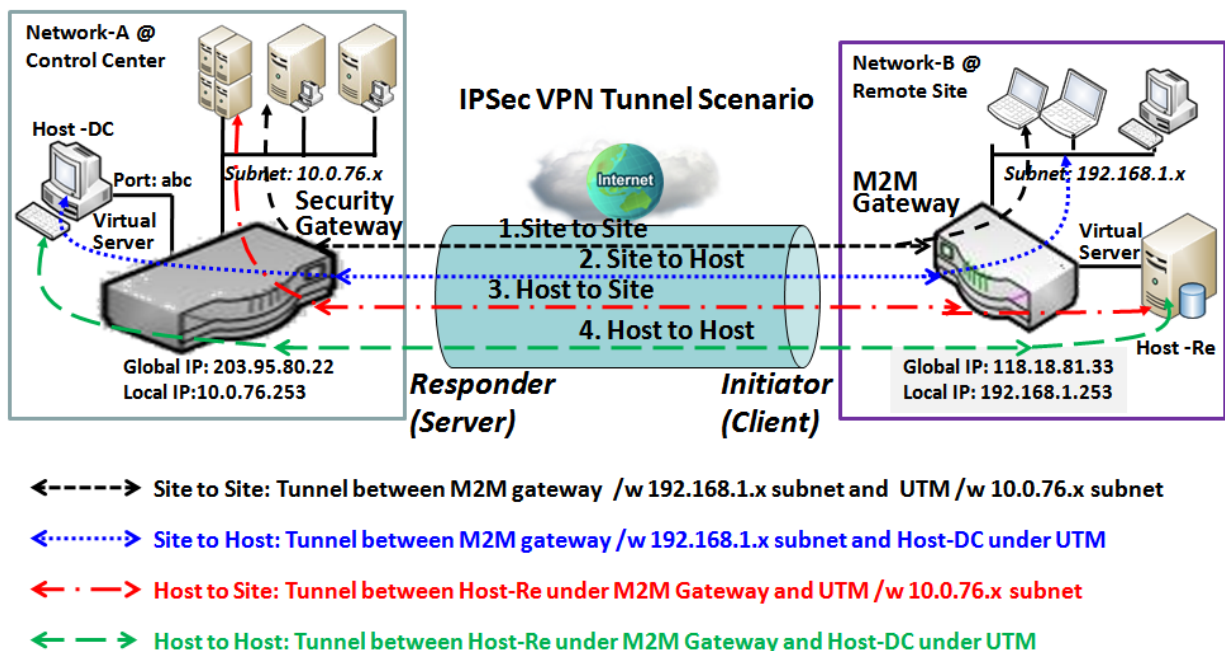 Network-A @
Control Center
Host -DC
Port: abc
Subnet: 10.0.76.x
Virtual
Server
Security
Gateway
Global IP: 203.95.80.22
Local IP:10.0.76.253
IPSec VPN Tunnel Scenario
Internet
1.Site to Site
2. Site to Host
3. Host to Site
4. Host to Host
Responder
(Server)
Initiator
(Client)
Network-B @
Remote Site
Subnet: 192.168.1.x
M2M
Gateway
Virtual
Server
Host -Re
Global IP: 118.18.81.33
Local IP: 192.168.1.253
Site to Site: Tunnel between M2M gateway /w 192.168.1.x subnet and UTM /w 10.0.76.x subnet
Site to Host: Tunnel between M2M gateway /w 192.168.1.x subnet and Host-DC under UTM
Host to Site: Tunnel between Host-Re under M2M Gateway and UTM /w 10.0.76.x subnet
Host to Host: Tunnel between Host-Re under M2M Gateway and Host-DC under UTM